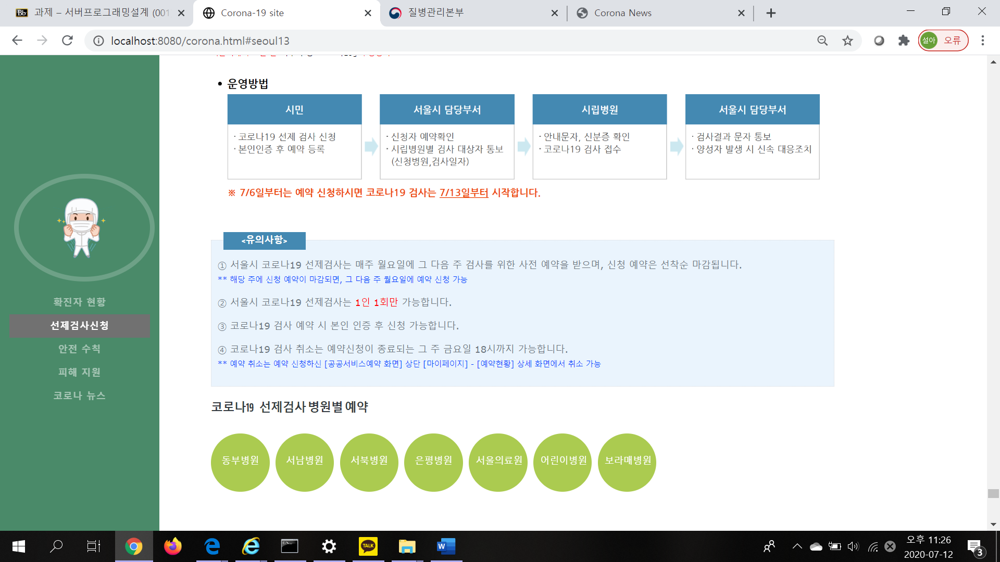 과제 – 서버프로그래밍설계 (001
Corona-19 site
질병관리본부
Corona News
localhost:8080/corona.html#seoul13
설아 오류
확진자 현황
선제검사신청
안전 수칙
피해 지원
코로나 뉴스
• 운영방법
시민
· 코로나19 선제 검사 신청
· 본인인증 후 예약 등록
서울시 담당부서
· 신청자 예약확인
· 시립병원별 검사 대상자 통보
(신청병원,검사일자)
시립병원
· 안내문자, 신분증 확인
· 코로나19 검사 접수
서울시 담당부서
· 검사결과 문자 통보
· 양성자 발생 시 신속 대응조치
※ 7/6일부터는 예약 신청하시면 코로나19 검사는 7/13일부터 시작합니다.
<유의사항>
① 서울시 코로나19 선제검사는 매주 월요일에 그 다음 주 검사를 위한 사전 예약을 받으며, 신청 예약은 선착순 마감됩니다.
** 해당 주에 신청 예약이 마감되면, 그 다음 주 월요일에 예약 신청 가능
② 서울시 코로나19 선제검사는 1인 1회만 가능합니다.
③ 코로나19 검사 예약 시 본인 인증 후 신청 가능합니다.
④ 코로나19 검사 취소는 예약신청이 종료되는 그 주 금요일 18시까지 가능합니다.
** 예약 취소는 예약 신청하신 [공공서비스예약 화면] 상단 [마이페이지] - [예약현황] 상세 화면에서 취소 가능
코로나19 선제검사 병원별 예약
동부병원
서남병원
서북병원
은평병원
서울의료원
어린이병원
보라매병원
TALK
오후 11:26
2020-07-12
3